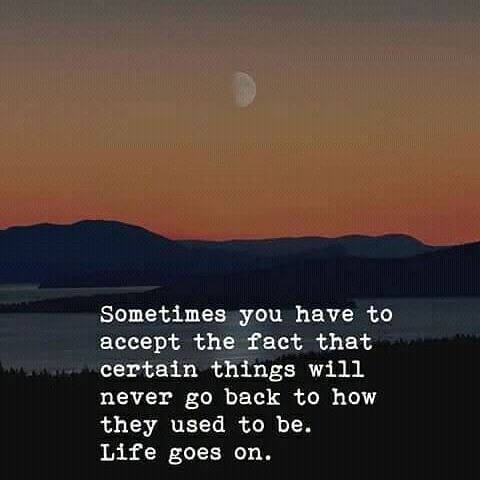 Sometimes you have to
accept the fact that
certain things will
never go back to how
they used to be.
Life goes on.